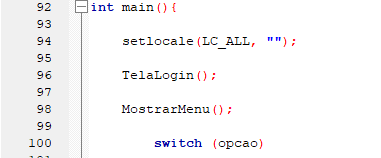 92 int main(){
93
94 setlocale(LC_ALL, "");
95
96 TelaLogin();
97
98 MostrarMenu();
99
100 switch (opcao)